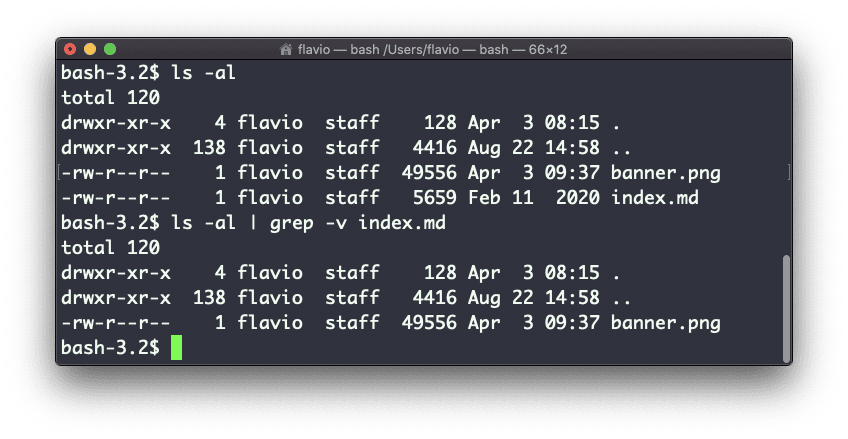 flavio — bash /Users/flavio — bash — 66×12
bash-3.2$ ls -al
total 120
drwxr-xr-x    4 flavio  staff    128 Apr  3 08:15 .
drwxr-xr-x  138 flavio  staff   4416 Aug 22 14:58 ..
-rw-r--r--    1 flavio  staff  49556 Apr  3 09:37 banner.png
-rw-r--r--    1 flavio  staff   5659 Feb 11  2020 index.md
bash-3.2$ ls -al | grep -v index.md
total 120
drwxr-xr-x    4 flavio  staff    128 Apr  3 08:15 .
drwxr-xr-x  138 flavio  staff   4416 Aug 22 14:58 ..
-rw-r--r--    1 flavio  staff  49556 Apr  3 09:37 banner.png
bash-3.2$